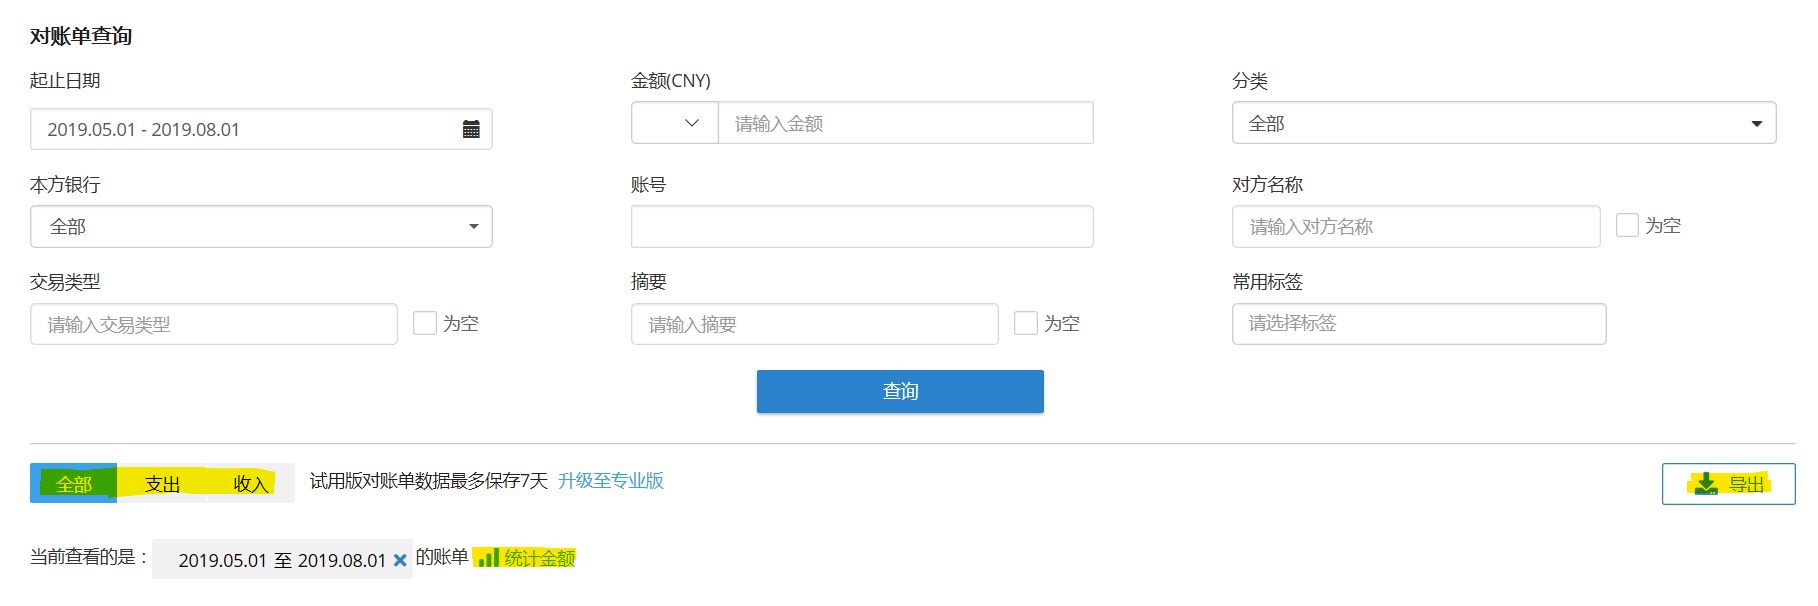 对账单查询
起止日期
金额(CNY)
分类
2019.05.01 - 2019.08.01
请输入金额
全部
本方银行
账号
对方名称
全部
请输入对方名称
为空
交易类型
摘要
常用标签
请输入交易类型
为空
请输入摘要
为空
请选择标签
查询
全部 支出 收入 试用版对账单数据最多保存7天 升级至专业版
导出
当前查看的是： 2019.05.01 至 2019.08.01 的账单 统计金额